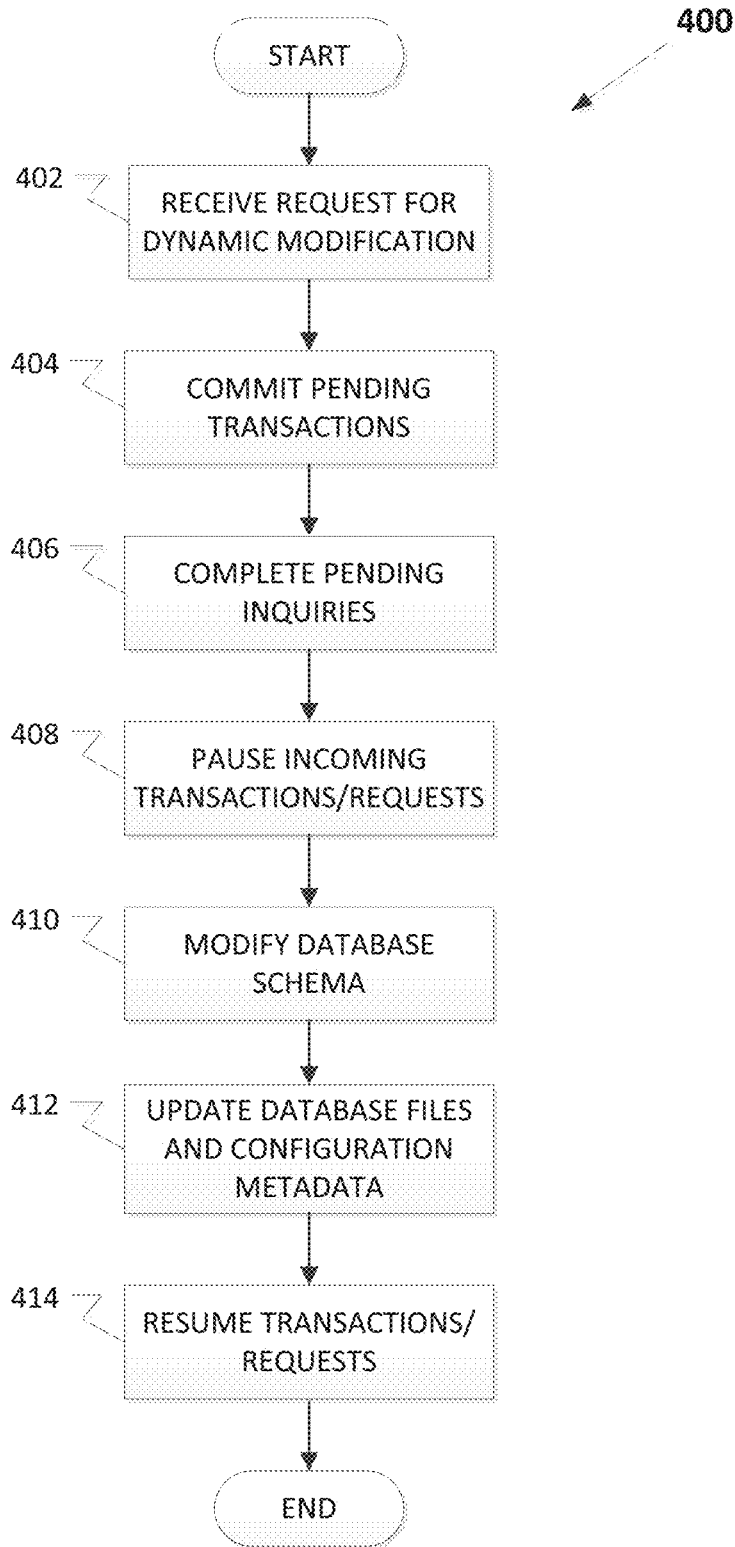 400
START
402
RECEIVE REQUEST FOR
DYNAMIC MODIFICATION
404
COMMIT PENDING
TRANSACTIONS
406
COMPLETE PENDING
INQUIRIES
408
PAUSE INCOMING
TRANSACTIONS/REQUESTS
410
MODIFY DATABASE
SCHEMA
412
UPDATE DATABASE FILES
AND CONFIGURATION
METADATA
414
RESUME TRANSACTIONS/
REQUESTS
END